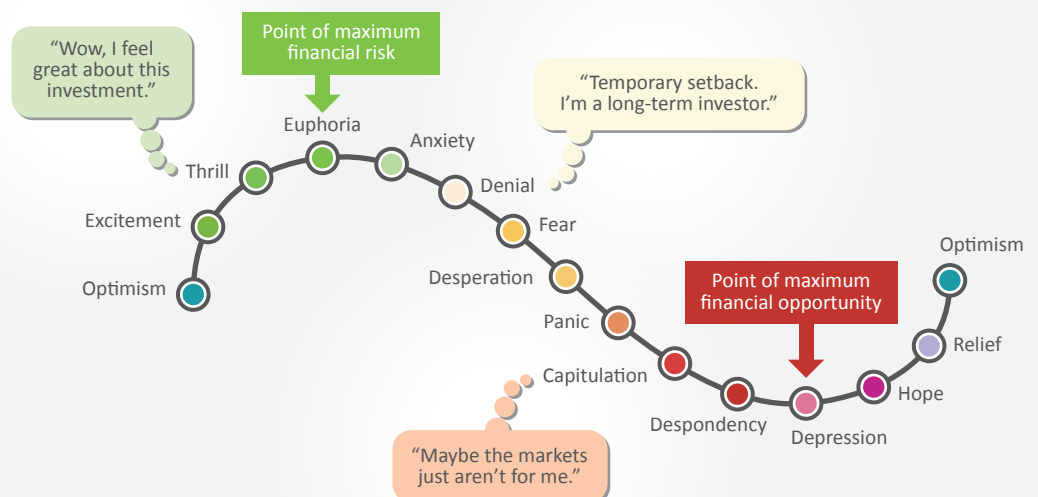 “Wow, I feel
great about this
investment.”
Point of maximum
financial risk
“Temporary setback.
I’m a long-term investor.”
Euphoria
Anxiety
Thrill
Denial
Excitement
Fear
Optimism
Desperation
Optimism
Point of maximum
financial opportunity
Panic
Relief
Capitulation
Hope
Despondency
Depression
“Maybe the markets
just aren’t for me.”